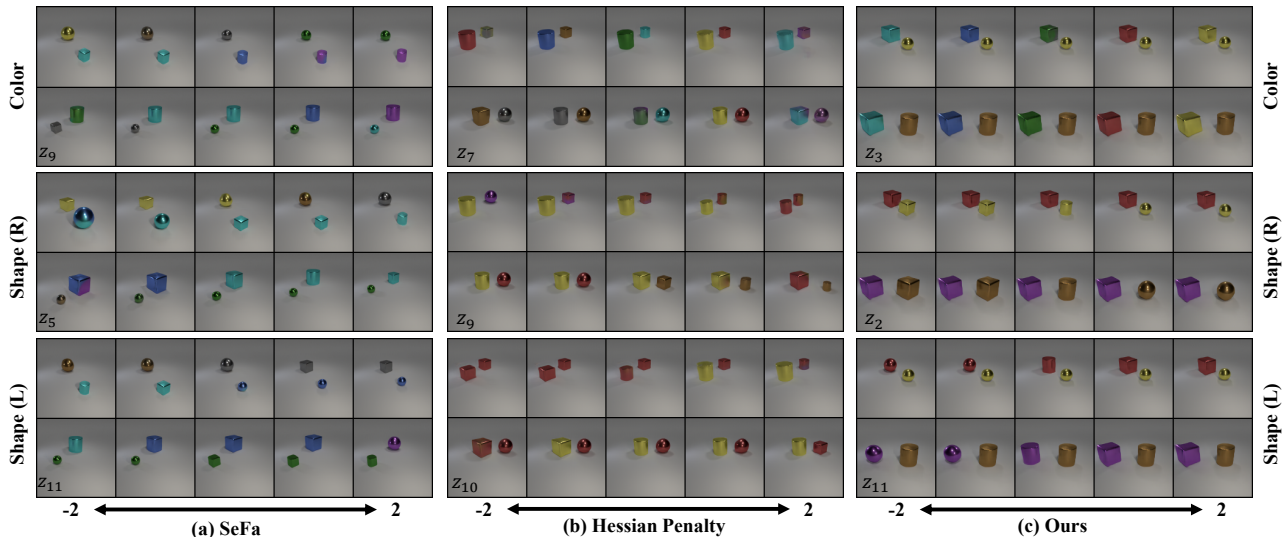 Color
z₉
z₇
z₃
Color
Shape (R)
z₅
z₉
z₂
Shape (R)
Shape (L)
z₁₁
z₁₀
z₁₁
Shape (L)
-2 2
-2 2
-2 2
(a) SeFa
(b) Hessian Penalty
(c) Ours